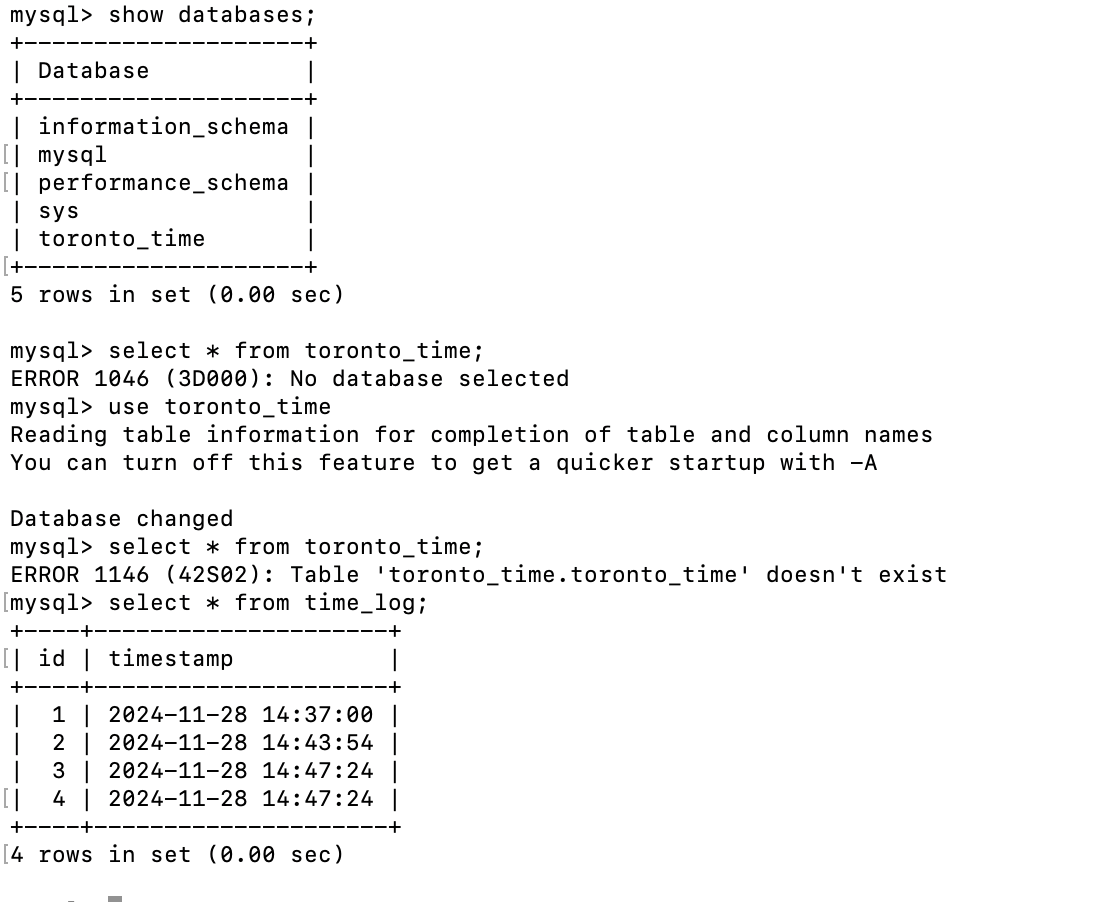 mysql> show databases;
+--------------------+
| Database           |
+--------------------+
| information_schema |
[| mysql              |
[| performance_schema |
| sys                |
| toronto_time       |
[+--------------------+
5 rows in set (0.00 sec)
mysql> select * from toronto_time;
ERROR 1046 (3D000): No database selected
mysql> use toronto_time
Reading table information for completion of table and column names
You can turn off this feature to get a quicker startup with -A
Database changed
mysql> select * from toronto_time;
ERROR 1146 (42S02): Table 'toronto_time.toronto_time' doesn't exist
[mysql> select * from time_log;
+----+---------------------+
[| id | timestamp           |
+----+---------------------+
|  1 | 2024-11-28 14:37:00 |
|  2 | 2024-11-28 14:43:54 |
|  3 | 2024-11-28 14:47:24 |
[|  4 | 2024-11-28 14:47:24 |
+----+---------------------+
[4 rows in set (0.00 sec)